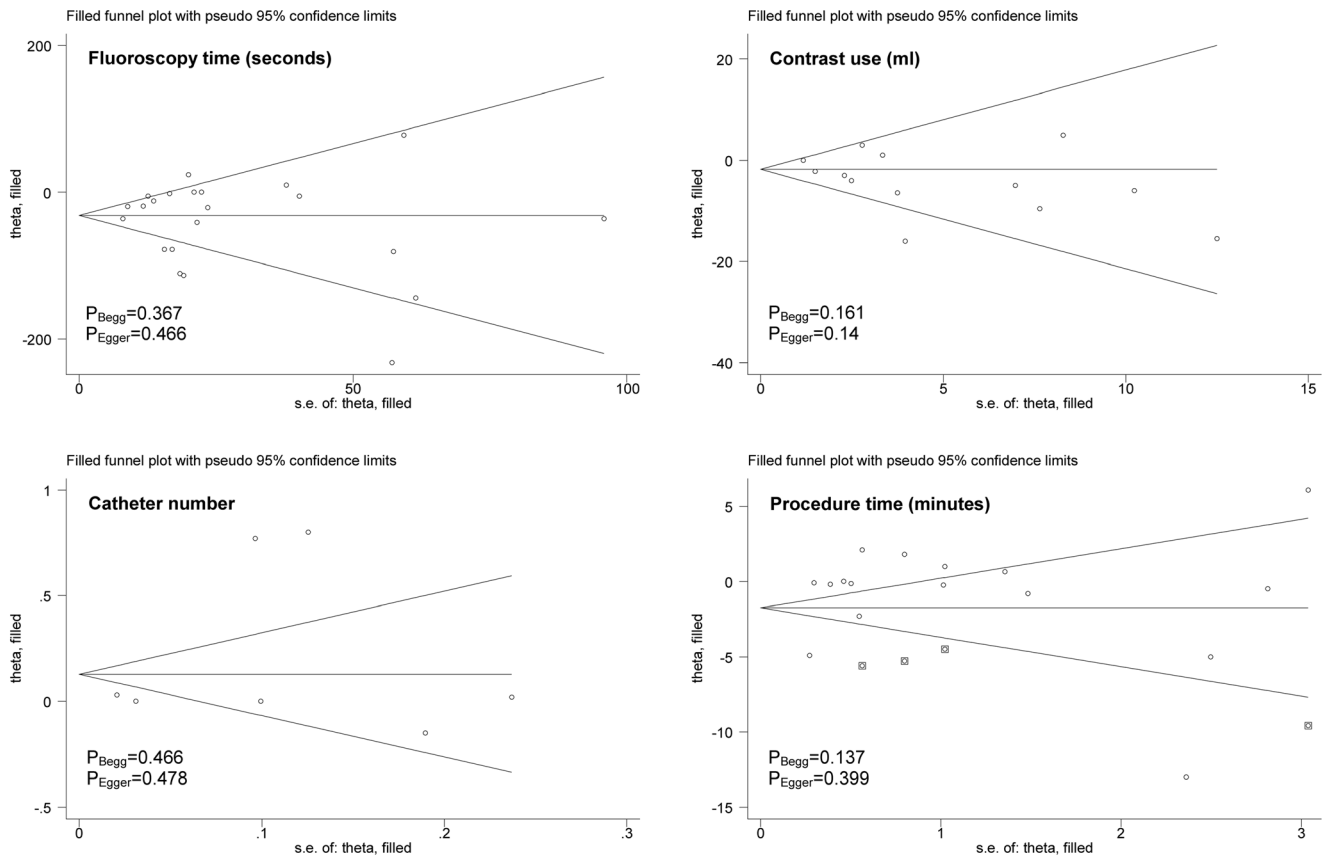 Filled funnel plot with pseudo 95% confidence limits
Fluoroscopy time (seconds)
theta, filled
200
0
-200
P_Begg=0.367
P_Egger=0.466
0 50 100
s.e. of: theta, filled
Filled funnel plot with pseudo 95% confidence limits
Contrast use (ml)
theta, filled
20
0
-20
-40
P_Begg=0.161
P_Egger=0.14
0 5 10 15
s.e. of: theta, filled
Filled funnel plot with pseudo 95% confidence limits
Catheter number
theta, filled
1
.5
0
-.5
P_Begg=0.466
P_Egger=0.478
0 .1 .2 .3
s.e. of: theta, filled
Filled funnel plot with pseudo 95% confidence limits
Procedure time (minutes)
theta, filled
5
0
-5
-10
-15
P_Begg=0.137
P_Egger=0.399
0 1 2 3
s.e. of: theta, filled